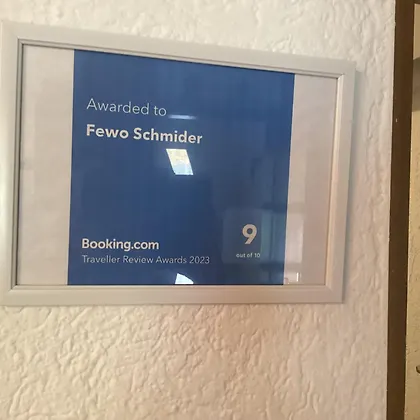 Awarded to
Fewo Schmider
Booking.com
Traveller Review Awards 2023
9
out of 10